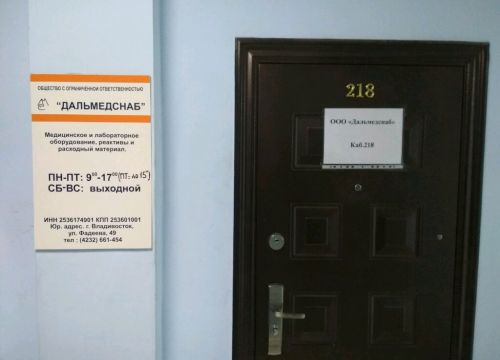 ОБЩЕСТВО С ОГРАНИЧЕННОЙ ОТВЕТСТВЕННОСТЬЮ
"ДАЛЬМЕДСНАБ"
Медицинское и лабораторное
оборудование, реактивы и
расходный материал.
ПН-ПТ: 9⁰⁰-17⁰⁰ (ПТ: до 15⁰⁰)
СБ-ВС: выходной
ИНН 2536174901 КПП 253601001
Юр. адрес. г. Владивосток,
ул. Фадеева, 49
тел : (4232) 661-454
218
ООО «Дальмедснаб»
Каб.218